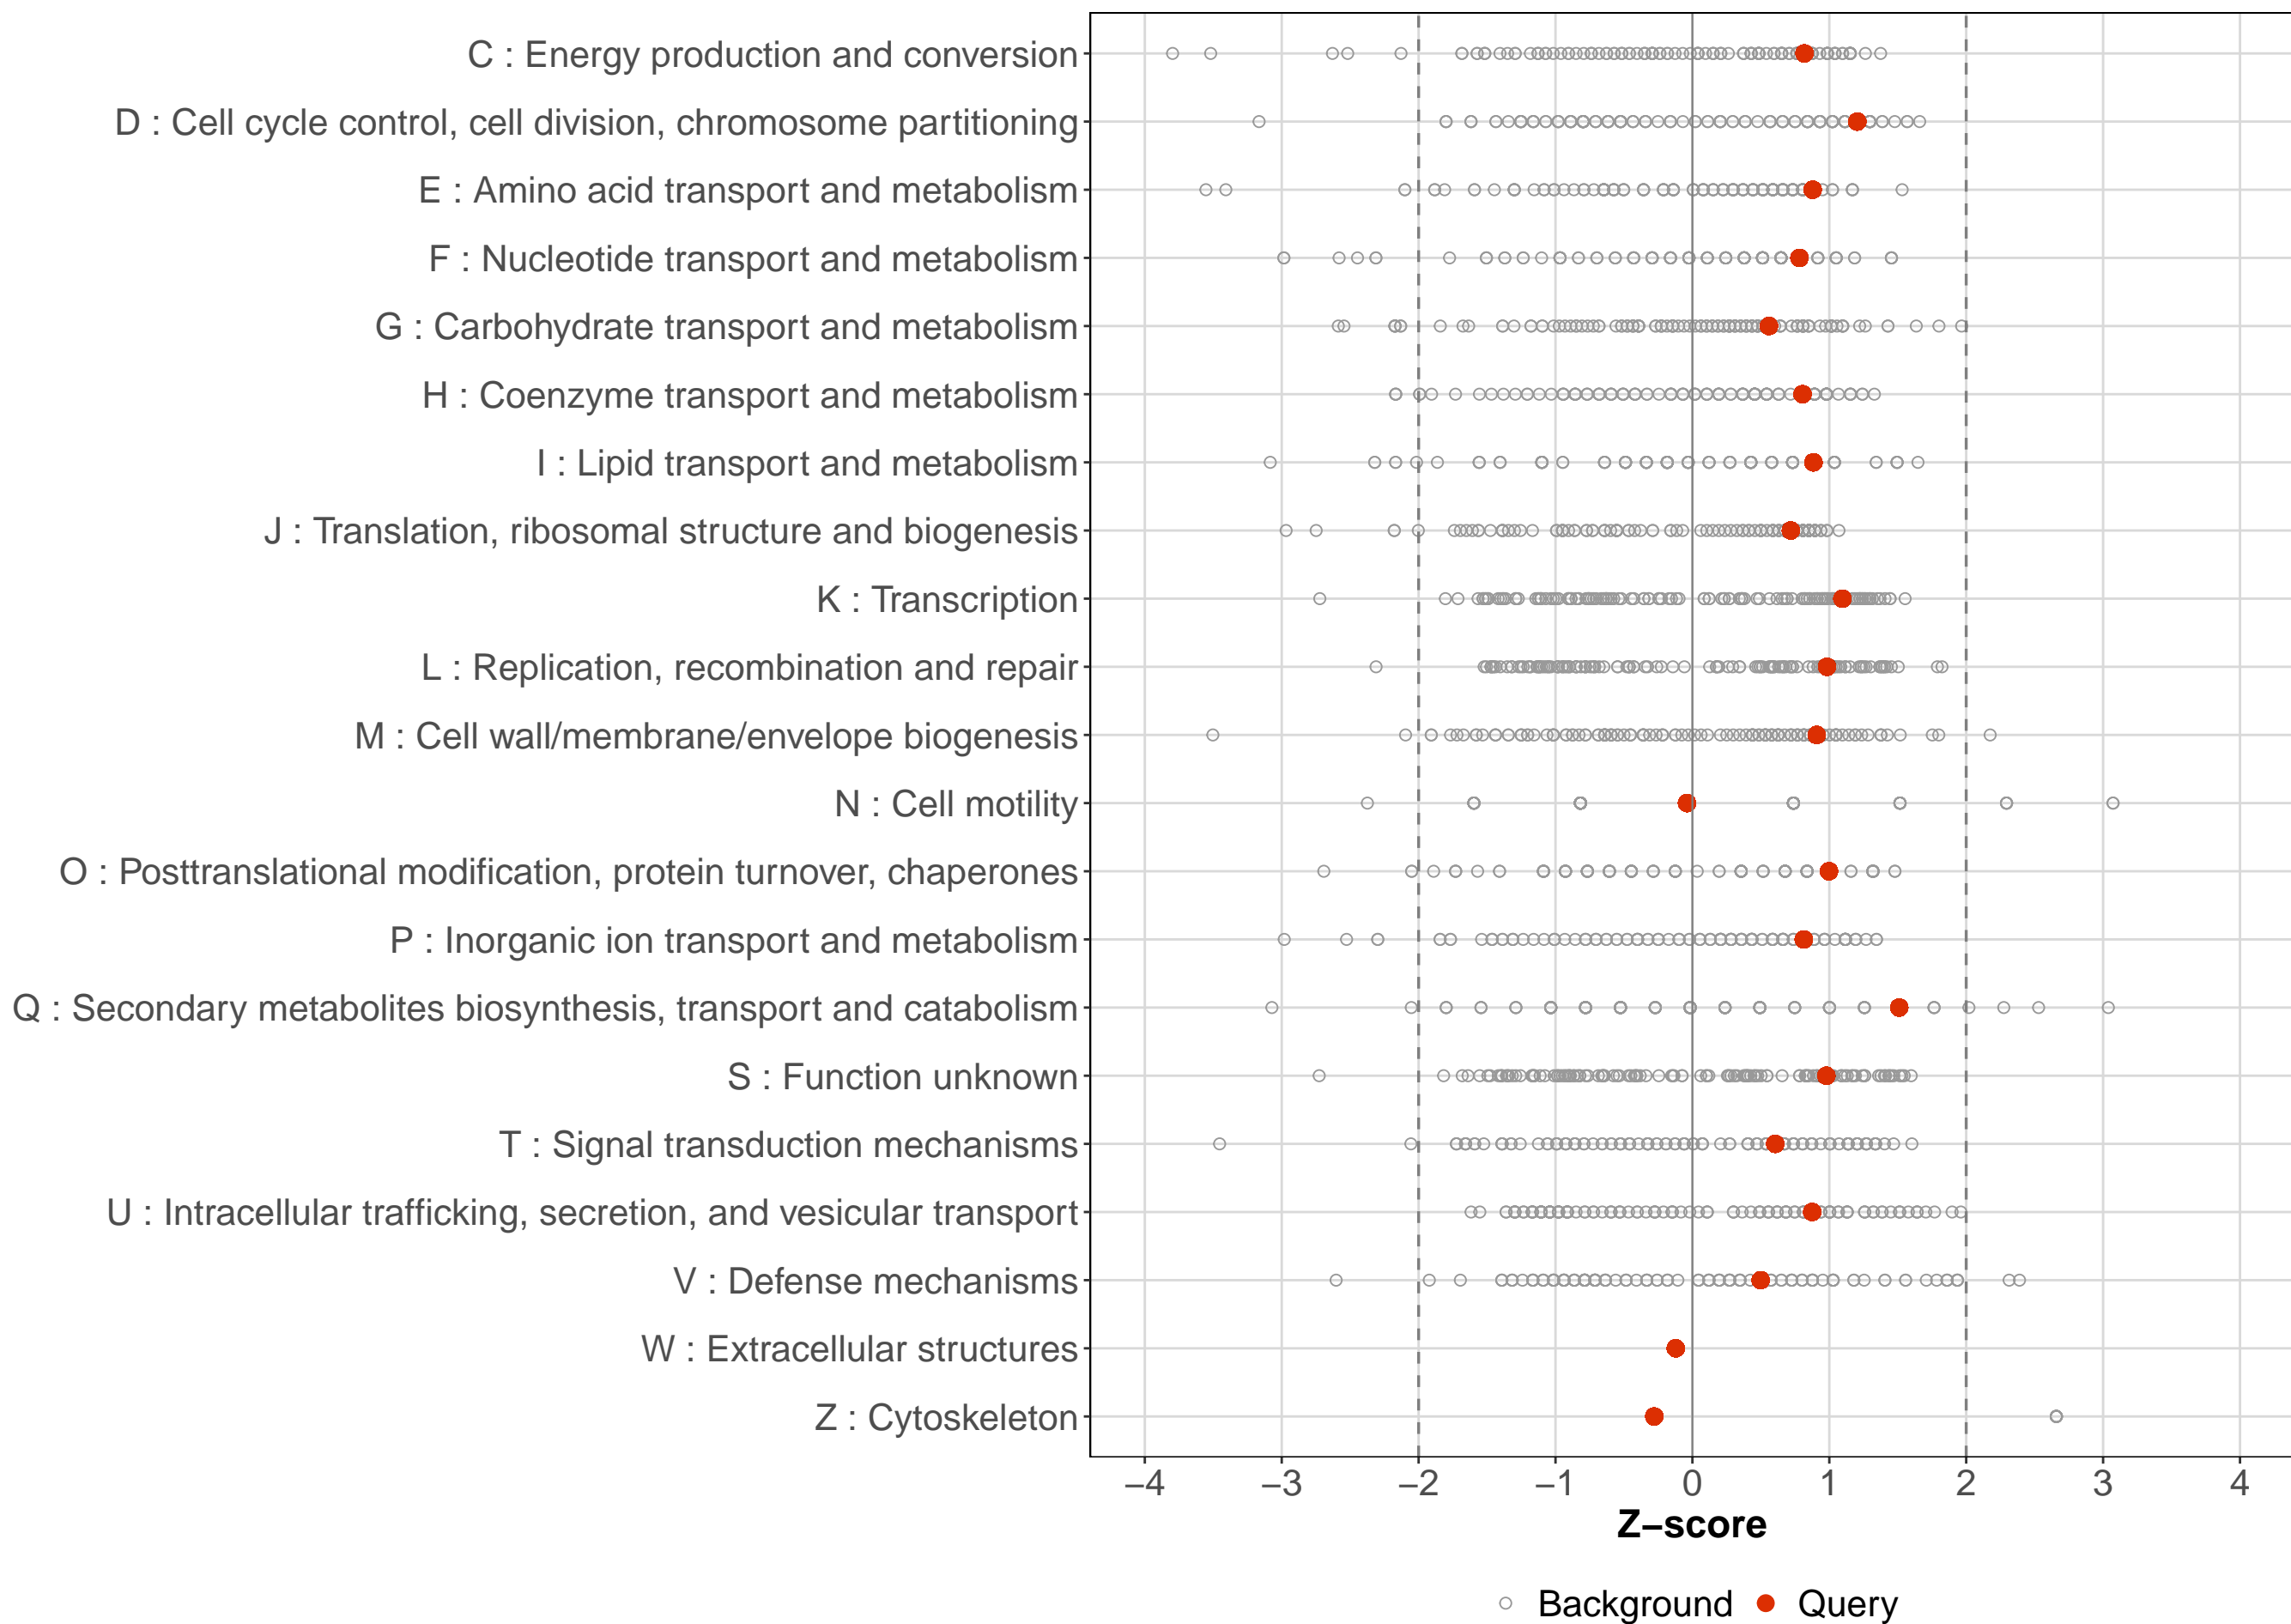 C : Energy production and conversion
D : Cell cycle control, cell division, chromosome partitioning
E : Amino acid transport and metabolism
F : Nucleotide transport and metabolism
G : Carbohydrate transport and metabolism
H : Coenzyme transport and metabolism
I : Lipid transport and metabolism
J : Translation, ribosomal structure and biogenesis
K : Transcription
L : Replication, recombination and repair
M : Cell wall/membrane/envelope biogenesis
N : Cell motility
O : Posttranslational modification, protein turnover, chaperones
P : Inorganic ion transport and metabolism
Q : Secondary metabolites biosynthesis, transport and catabolism
S : Function unknown
T : Signal transduction mechanisms
U : Intracellular trafficking, secretion, and vesicular transport
V : Defense mechanisms
W : Extracellular structures
Z : Cytoskeleton
−4 −3 −2 −1 0 1 2 3 4
Z−score
Background Query